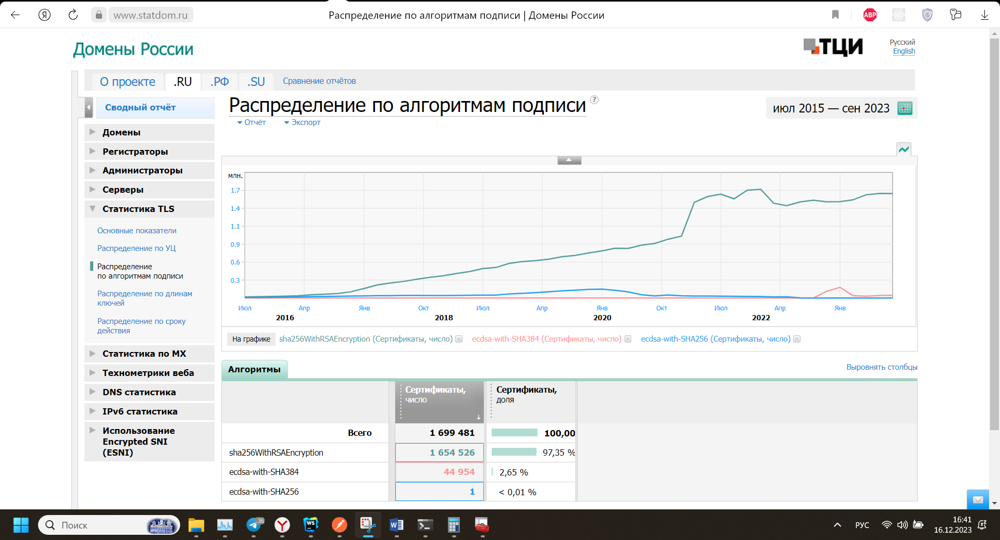 www.statdom.ru
Распределение по алгоритмам подписи | Домены России
ABP
Домены России
ТЦИ
Русский
English
О проекте
.RU
.РФ
.SU
Сравнение отчётов
Сводный отчёт
Распределение по алгоритмам подписи
?
июл 2015 — сен 2023
Отчёт
Экспорт
Домены
Регистраторы
Администраторы
Серверы
Статистика TLS
Основные показатели
Распределение по УЦ
Распределение
по алгоритмам подписи
Распределение по длинам
ключей
Распределение по сроку
действия
Статистика по MX
Технометрики веба
DNS статистика
IPv6 статистика
Использование
Encrypted SNI
(ESNI)
млн.
1.7
1.4
1.1
0.9
0.6
0.3
Июл Апр Янв Окт Июл Апр Янв Окт Июл Апр Янв
2016 2018 2020 2022
На графике
sha256WithRSAEncryption (Сертификаты, число)
ecdsa-with-SHA384 (Сертификаты, число)
ecdsa-with-SHA256 (Сертификаты, число)
Алгоритмы
Выровнять столбцы
Сертификаты,
число
Сертификаты,
доля
Всего 1 699 481 100,00
sha256WithRSAEncryption 1 654 526 97,35 %
ecdsa-with-SHA384 44 954 2,65 %
ecdsa-with-SHA256 1 < 0,01 %
Поиск
36
WS
РУС
16:41
16.12.2023